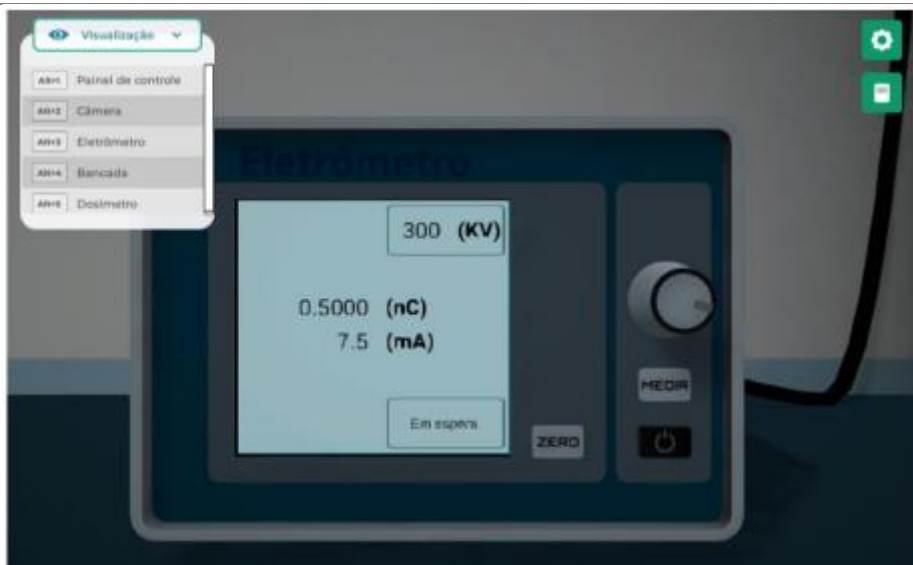 Visualização
Alt+1 Painel de controle
Alt+2 Câmera
Alt+3 Eletrômetro
Alt+4 Bancada
Alt+5 Dosimetro
Eletrômetro
300 (KV)
0.5000 (nC)
7.5 (mA)
Em espera
ZERO
MEDIR